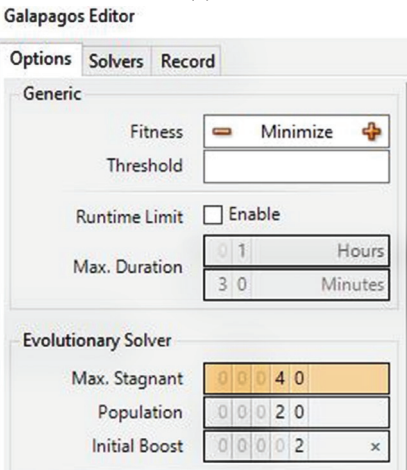 Galapagos Editor
Options Solvers Record
Generic
Fitness Minimize
Threshold
Runtime Limit Enable
Max. Duration 0 1 Hours
3 0 Minutes
Evolutionary Solver
Max. Stagnant 0 0 0 4 0
Population 0 0 0 2 0
Initial Boost 0 0 0 0 2 ×